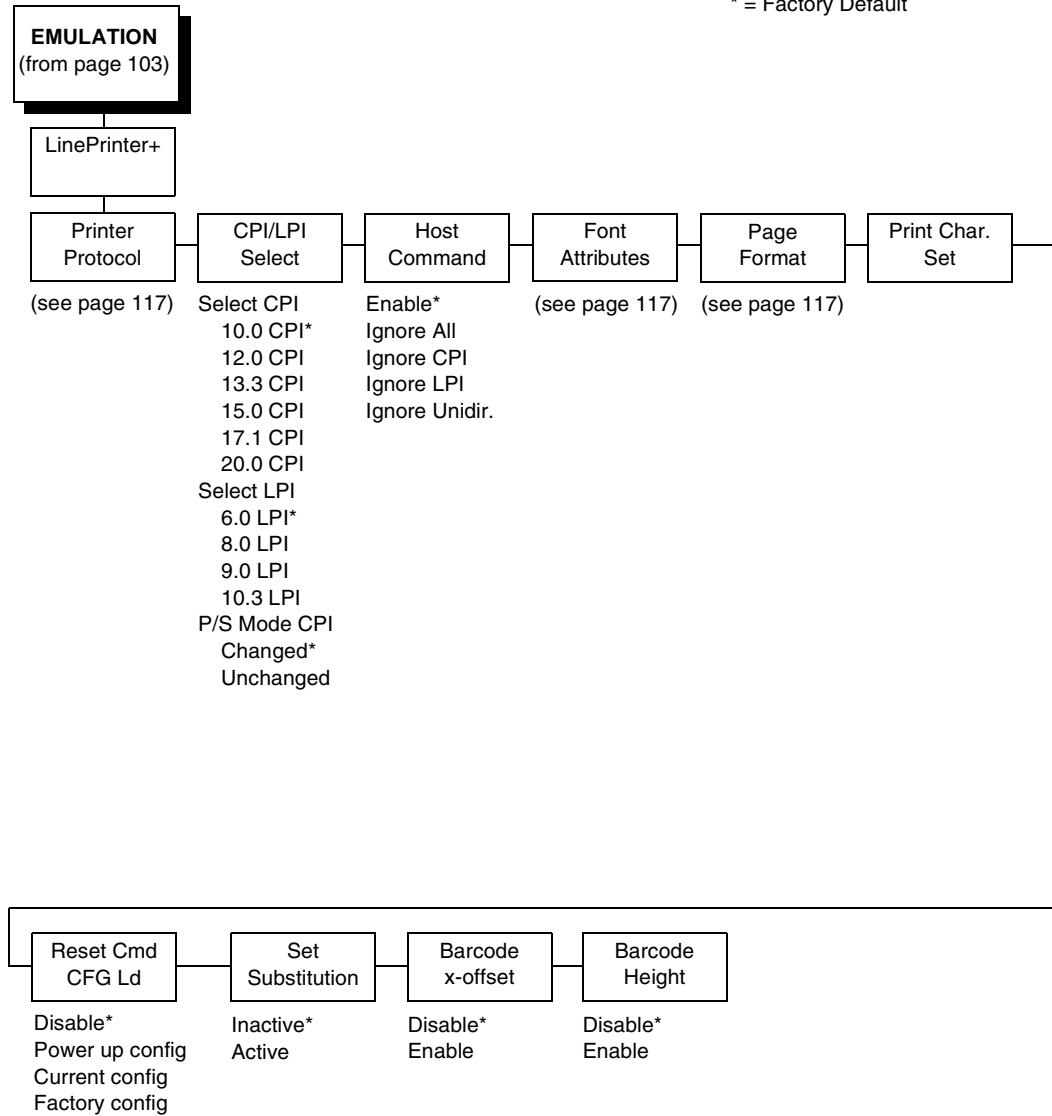 * = Factory Default
EMULATION
(from page 103)
LinePrinter+
Printer
Protocol
(see page 117)
CPI/LPI
Select
Select CPI
10.0 CPI*
12.0 CPI
13.3 CPI
15.0 CPI
17.1 CPI
20.0 CPI
Select LPI
6.0 LPI*
8.0 LPI
9.0 LPI
10.3 LPI
P/S Mode CPI
Changed*
Unchanged
Host
Command
Enable*
Ignore All
Ignore CPI
Ignore LPI
Ignore Unidir.
Font
Attributes
(see page 117)
Page
Format
(see page 117)
Print Char.
Set
Reset Cmd
CFG Ld
Disable*
Power up config
Current config
Factory config
Set
Substitution
Inactive*
Active
Barcode
x-offset
Disable*
Enable
Barcode
Height
Disable*
Enable